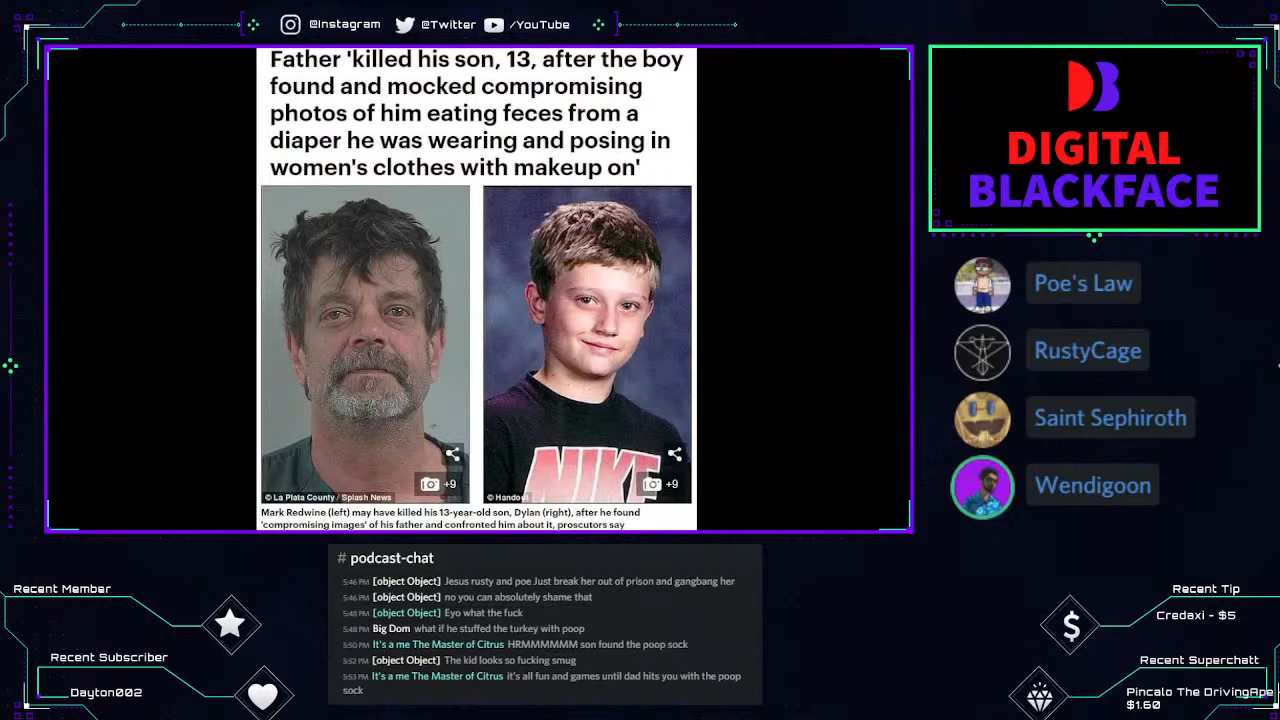 @Instagram @Twitter /YouTube
Father 'killed his son, 13, after the boy
found and mocked compromising
photos of him eating feces from a
diaper he was wearing and posing in
women's clothes with makeup on'
+9
+9
© La Plata County / Splash News
© Handout
Mark Redwine (left) may have killed his 13-year-old son, Dylan (right), after he found
'compromising images' of his father and confronted him about it, proscutors say
DB
DIGITAL
BLACKFACE
NIKE
Poe's Law
RustyCage
Saint Sephiroth
Wendigoon
# podcast-chat
5:46 PM [object Object] Jesus rusty and poe Just break her out of prison and gangbang her
5:46 PM [object Object] no you can absolutely shame that
5:48 PM [object Object] Eyo what the fuck
5:48 PM Big Dom what if he stuffed the turkey with poop
5:50 PM It's a me The Master of Citrus HRMMMMMM son found the poop sock
5:52 PM [object Object] The kid looks so fucking smug
5:53 PM It's a me The Master of Citrus it's all fun and games until dad hits you with the poop
sock
Recent Member
Recent Subscriber
Dayton002
Recent Tip
$
Credaxi - $5
Recent Superchatt
Pincalo The DrivingApe
$1.60